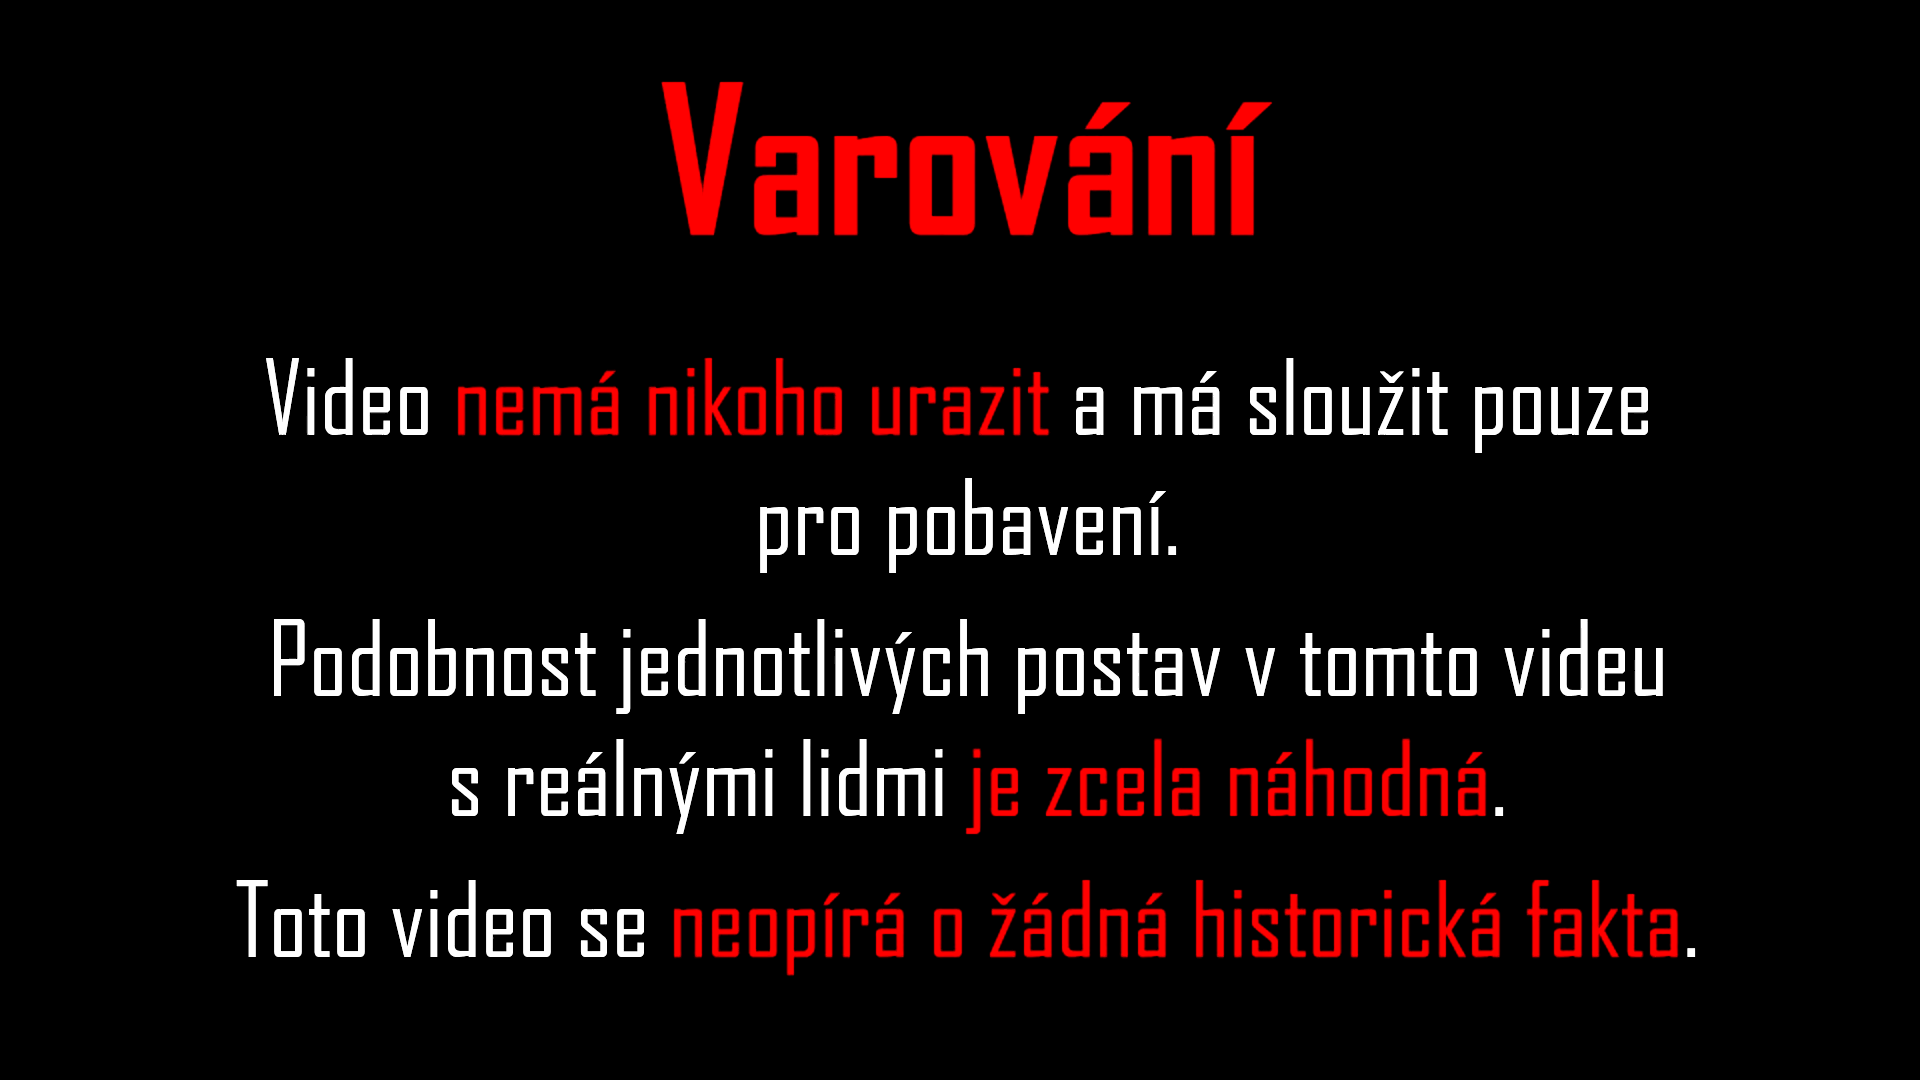 Varování
Video nemá nikoho urazit a má sloužit pouze
pro pobavení.
Podobnost jednotlivých postav v tomto videu
s reálnými lidmi je zcela náhodná.
Toto video se neopírá o žádná historická fakta.